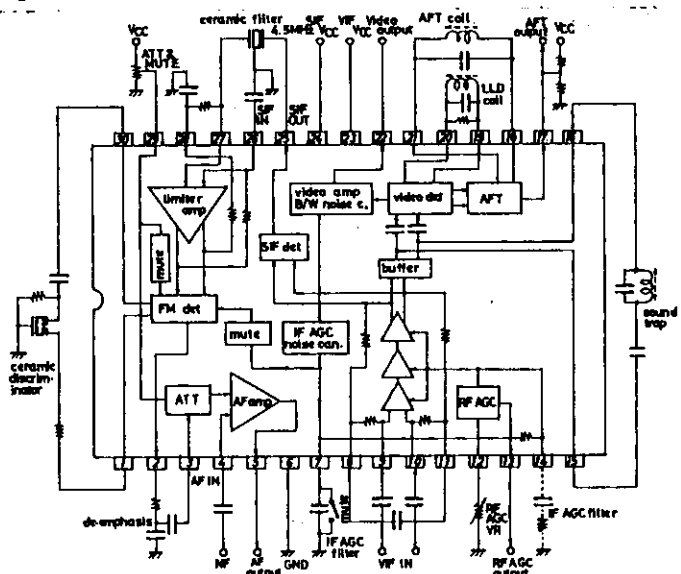 ceramic filter
4.5MHz
SIF
VCC
VIF
VCC
Video
output
AFT coil
AFT
output
VCC
VCC
ATT 2
MUTE
SIF
IN
SIF
OUT
LLD
coil
30
29
28
27
26
25
24
23
22
21
20
19
18
17
16
limiter
amp
video amp
B/W noise c.
video det
AFT
mute
SIF det
buffer
FM det
mute
IF AGC
noise can.
ceramic
discrim-
inator
sound
trap
ATT
AF amp
RF AGC
1
2
3
4
5
6
7
8
9
10
11
12
13
14
15
AF IN
de-emphasis
NF
AF
output
GND
IF AGC
filter
VIF IN
RF
AGC
VR
RF AGC
output
IF AGC filter